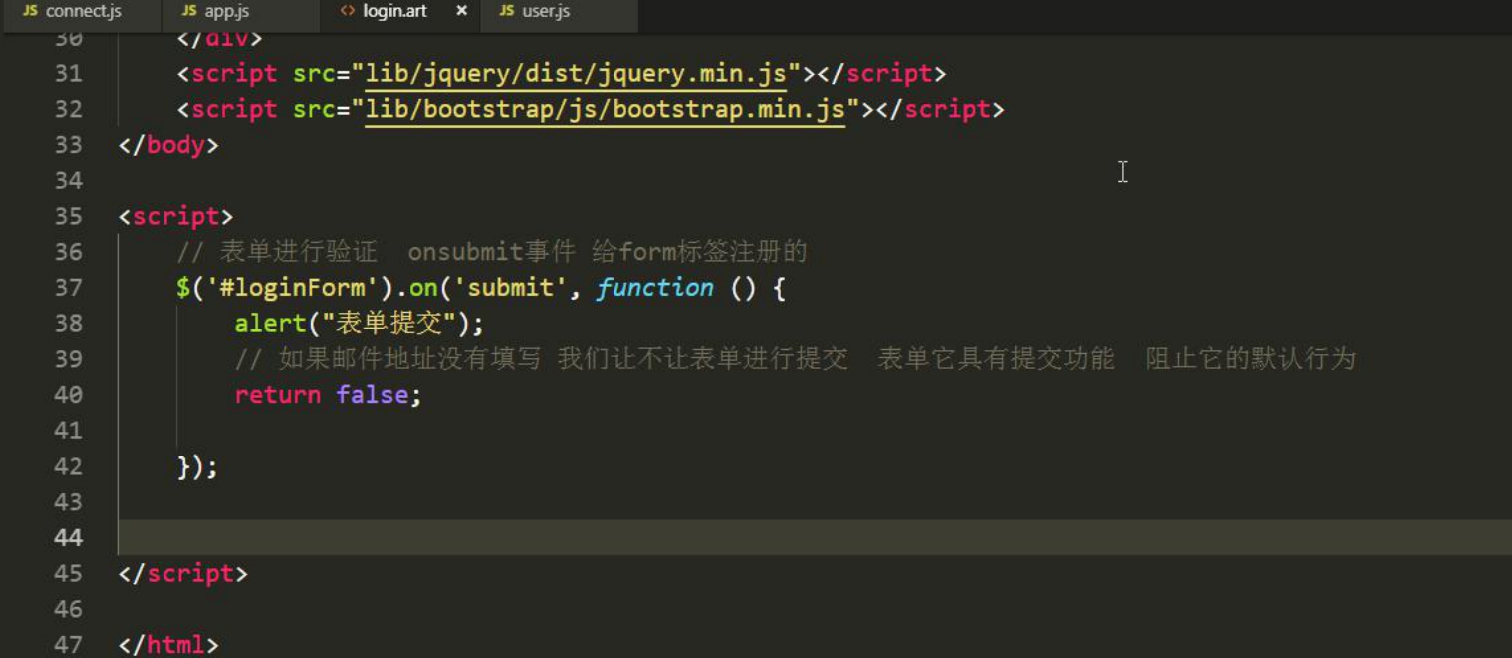 JS connect.js JS app.js <> login.art × JS user.js
30 </div>
31 <script src="lib/jquery/dist/jquery.min.js"></script>
32 <script src="lib/bootstrap/js/bootstrap.min.js"></script>
33 </body>
34
35 <script>
36 // 表单进行验证  onsubmit事件 给form标签注册的
37 $('#loginForm').on('submit', function () {
38 alert("表单提交");
39 // 如果邮件地址没有填写 我们让不让表单进行提交  表单它具有提交功能  阻止它的默认行为
40 return false;
41
42 });
43
44
45 </script>
46
47 </html>